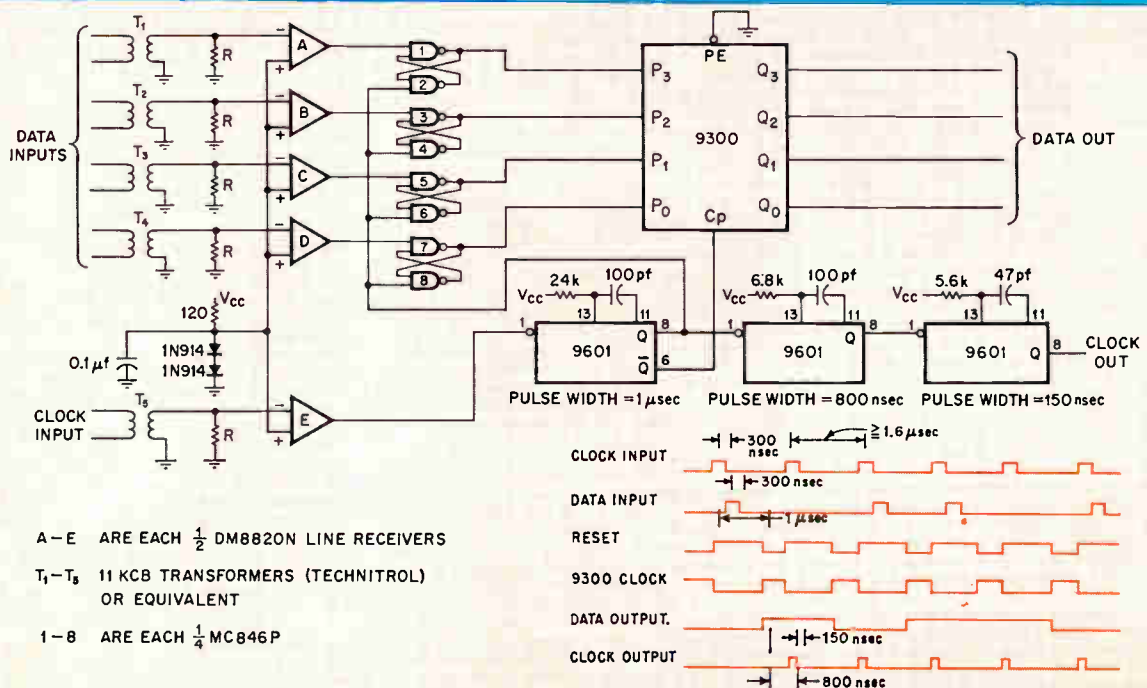 T1
T2
T3
T4
T5
DATA
INPUTS
R
R
R
R
R
-
+
A
-
+
B
-
+
C
-
+
D
-
+
E
1
2
3
4
5
6
7
8
PE
P3
P2
P1
P0
9300
Cp
Q3
Q2
Q1
Q0
DATA OUT
VCC
120
0.1 µf
1N914
1N914
CLOCK
INPUT
VCC
24k
100pf
13
11
1
9601
Q
8
Q̅
6
PULSE WIDTH = 1 µsec
VCC
6.8k
100pf
13
11
9601
Q
8
PULSE WIDTH = 800 nsec
VCC
5.6k
47pf
13
11
1
9601
Q
8
CLOCK
OUT
PULSE WIDTH = 150 nsec
CLOCK INPUT
300
nsec
≧1.6 µsec
300 nsec
DATA INPUT
1 µsec
RESET
9300 CLOCK
DATA OUTPUT.
150 nsec
CLOCK OUTPUT
800 nsec
A-E ARE EACH 1/2 DM8820N LINE RECEIVERS
T1-T5 11 KCB TRANSFORMERS (TECHNITROL)
OR EQUIVALENT
1-8 ARE EACH 1/4 MC846P